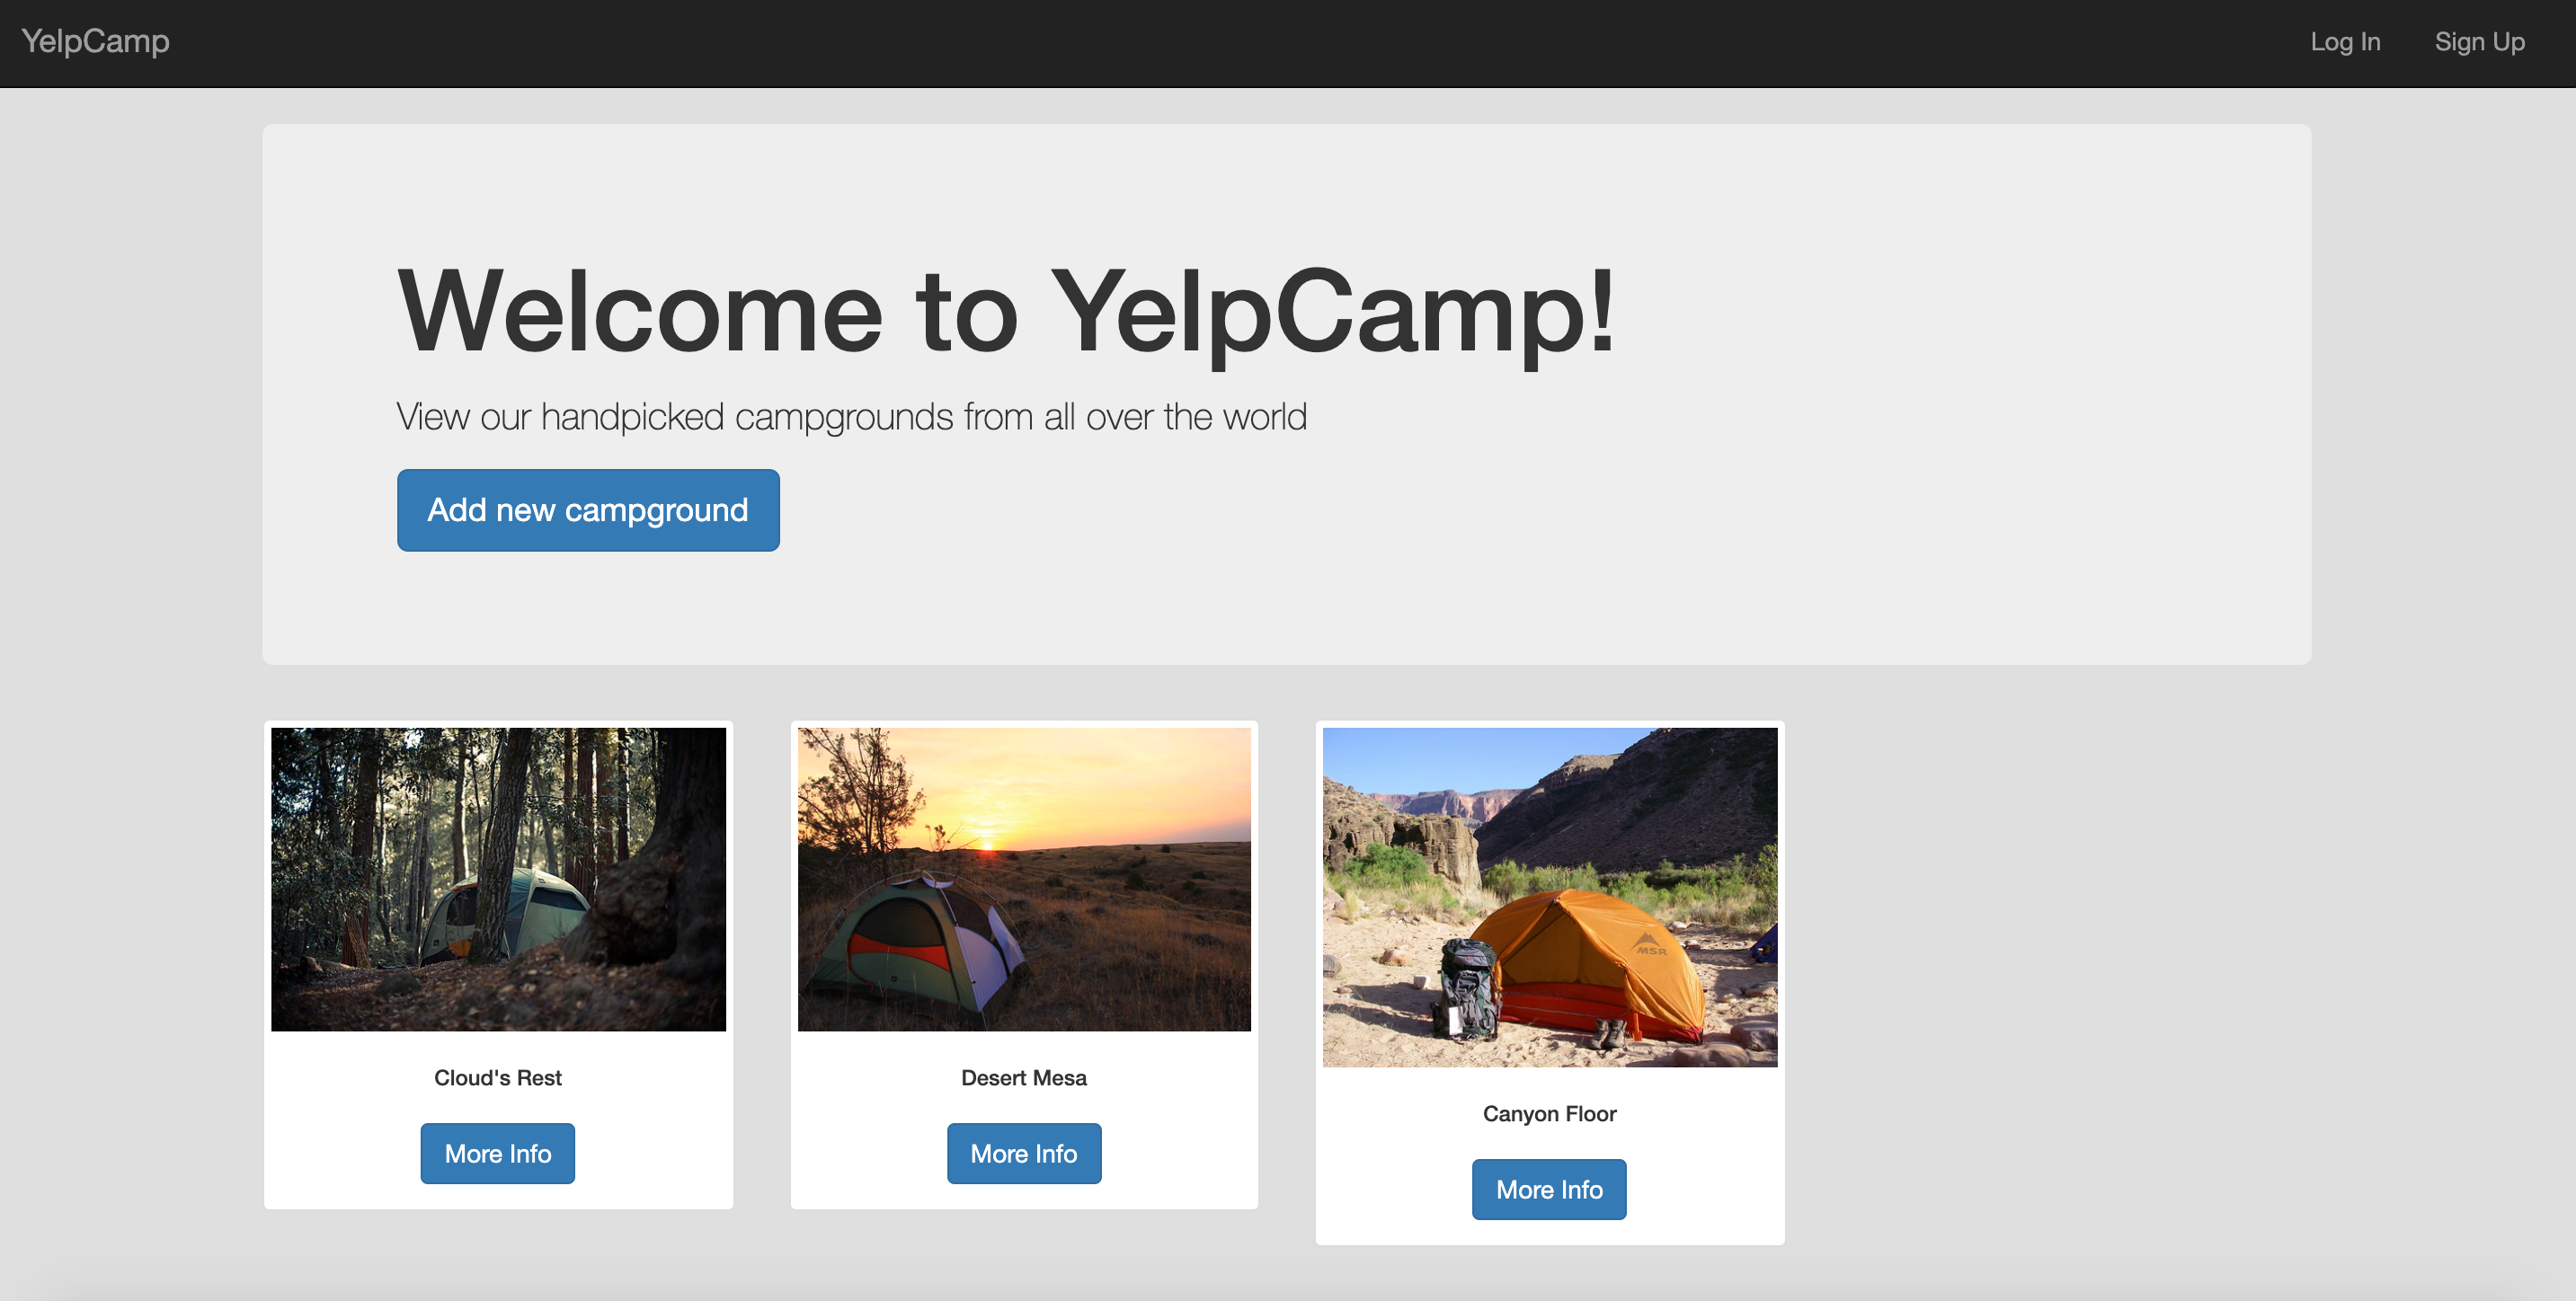 YelpCamp
Log In
Sign Up
Welcome to YelpCamp!
View our handpicked campgrounds from all over the world
Add new campground
MSR
Cloud's Rest
Desert Mesa
Canyon Floor
More Info
More Info
More Info